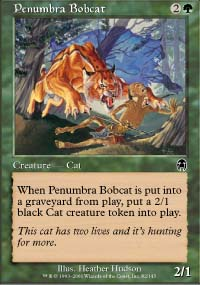 Penumbra Bobcat 2
Creature — Cat
When Penumbra Bobcat is put into
a graveyard from play, put a 2/1
black Cat creature token into play.
This cat has two lives and it's hunting
for more.
Illus. Heather Hudson
™ & © 1993–2001 Wizards of the Coast, Inc. 82/143
2/1